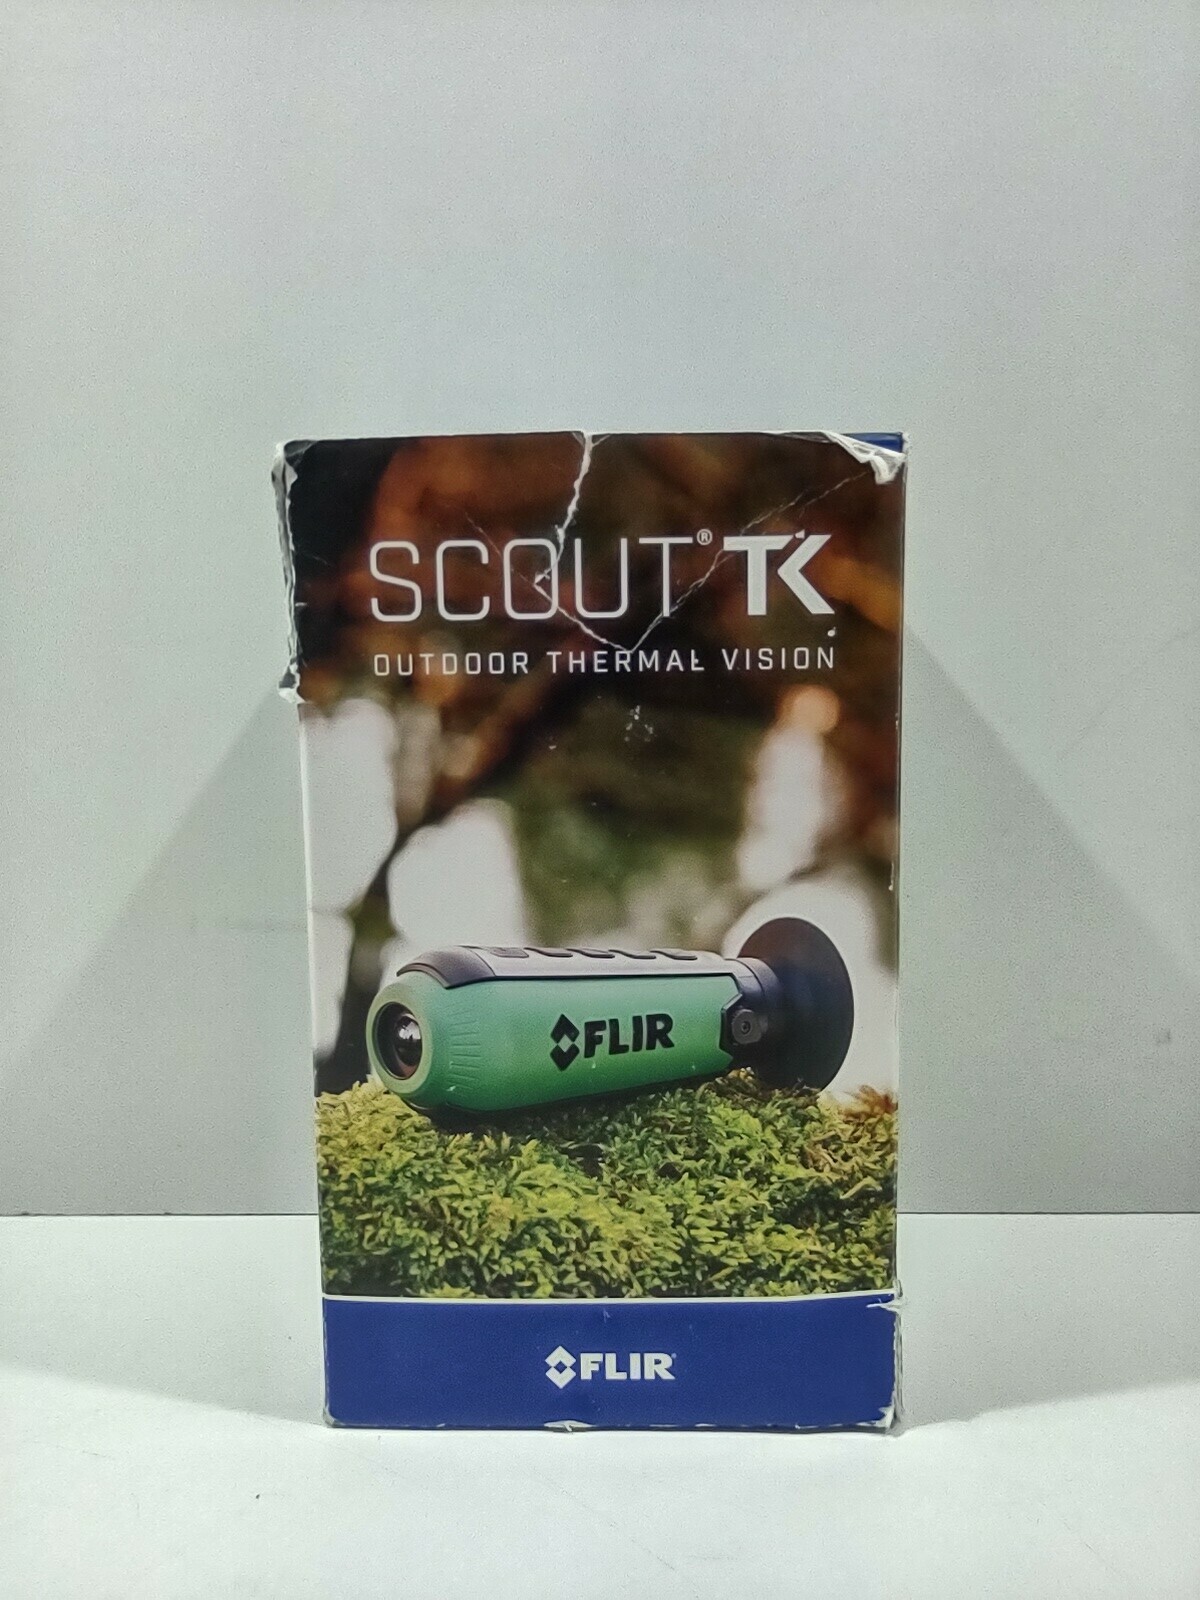 SCOUT® TK
OUTDOOR THERMAL VISION
FLIR
FLIR